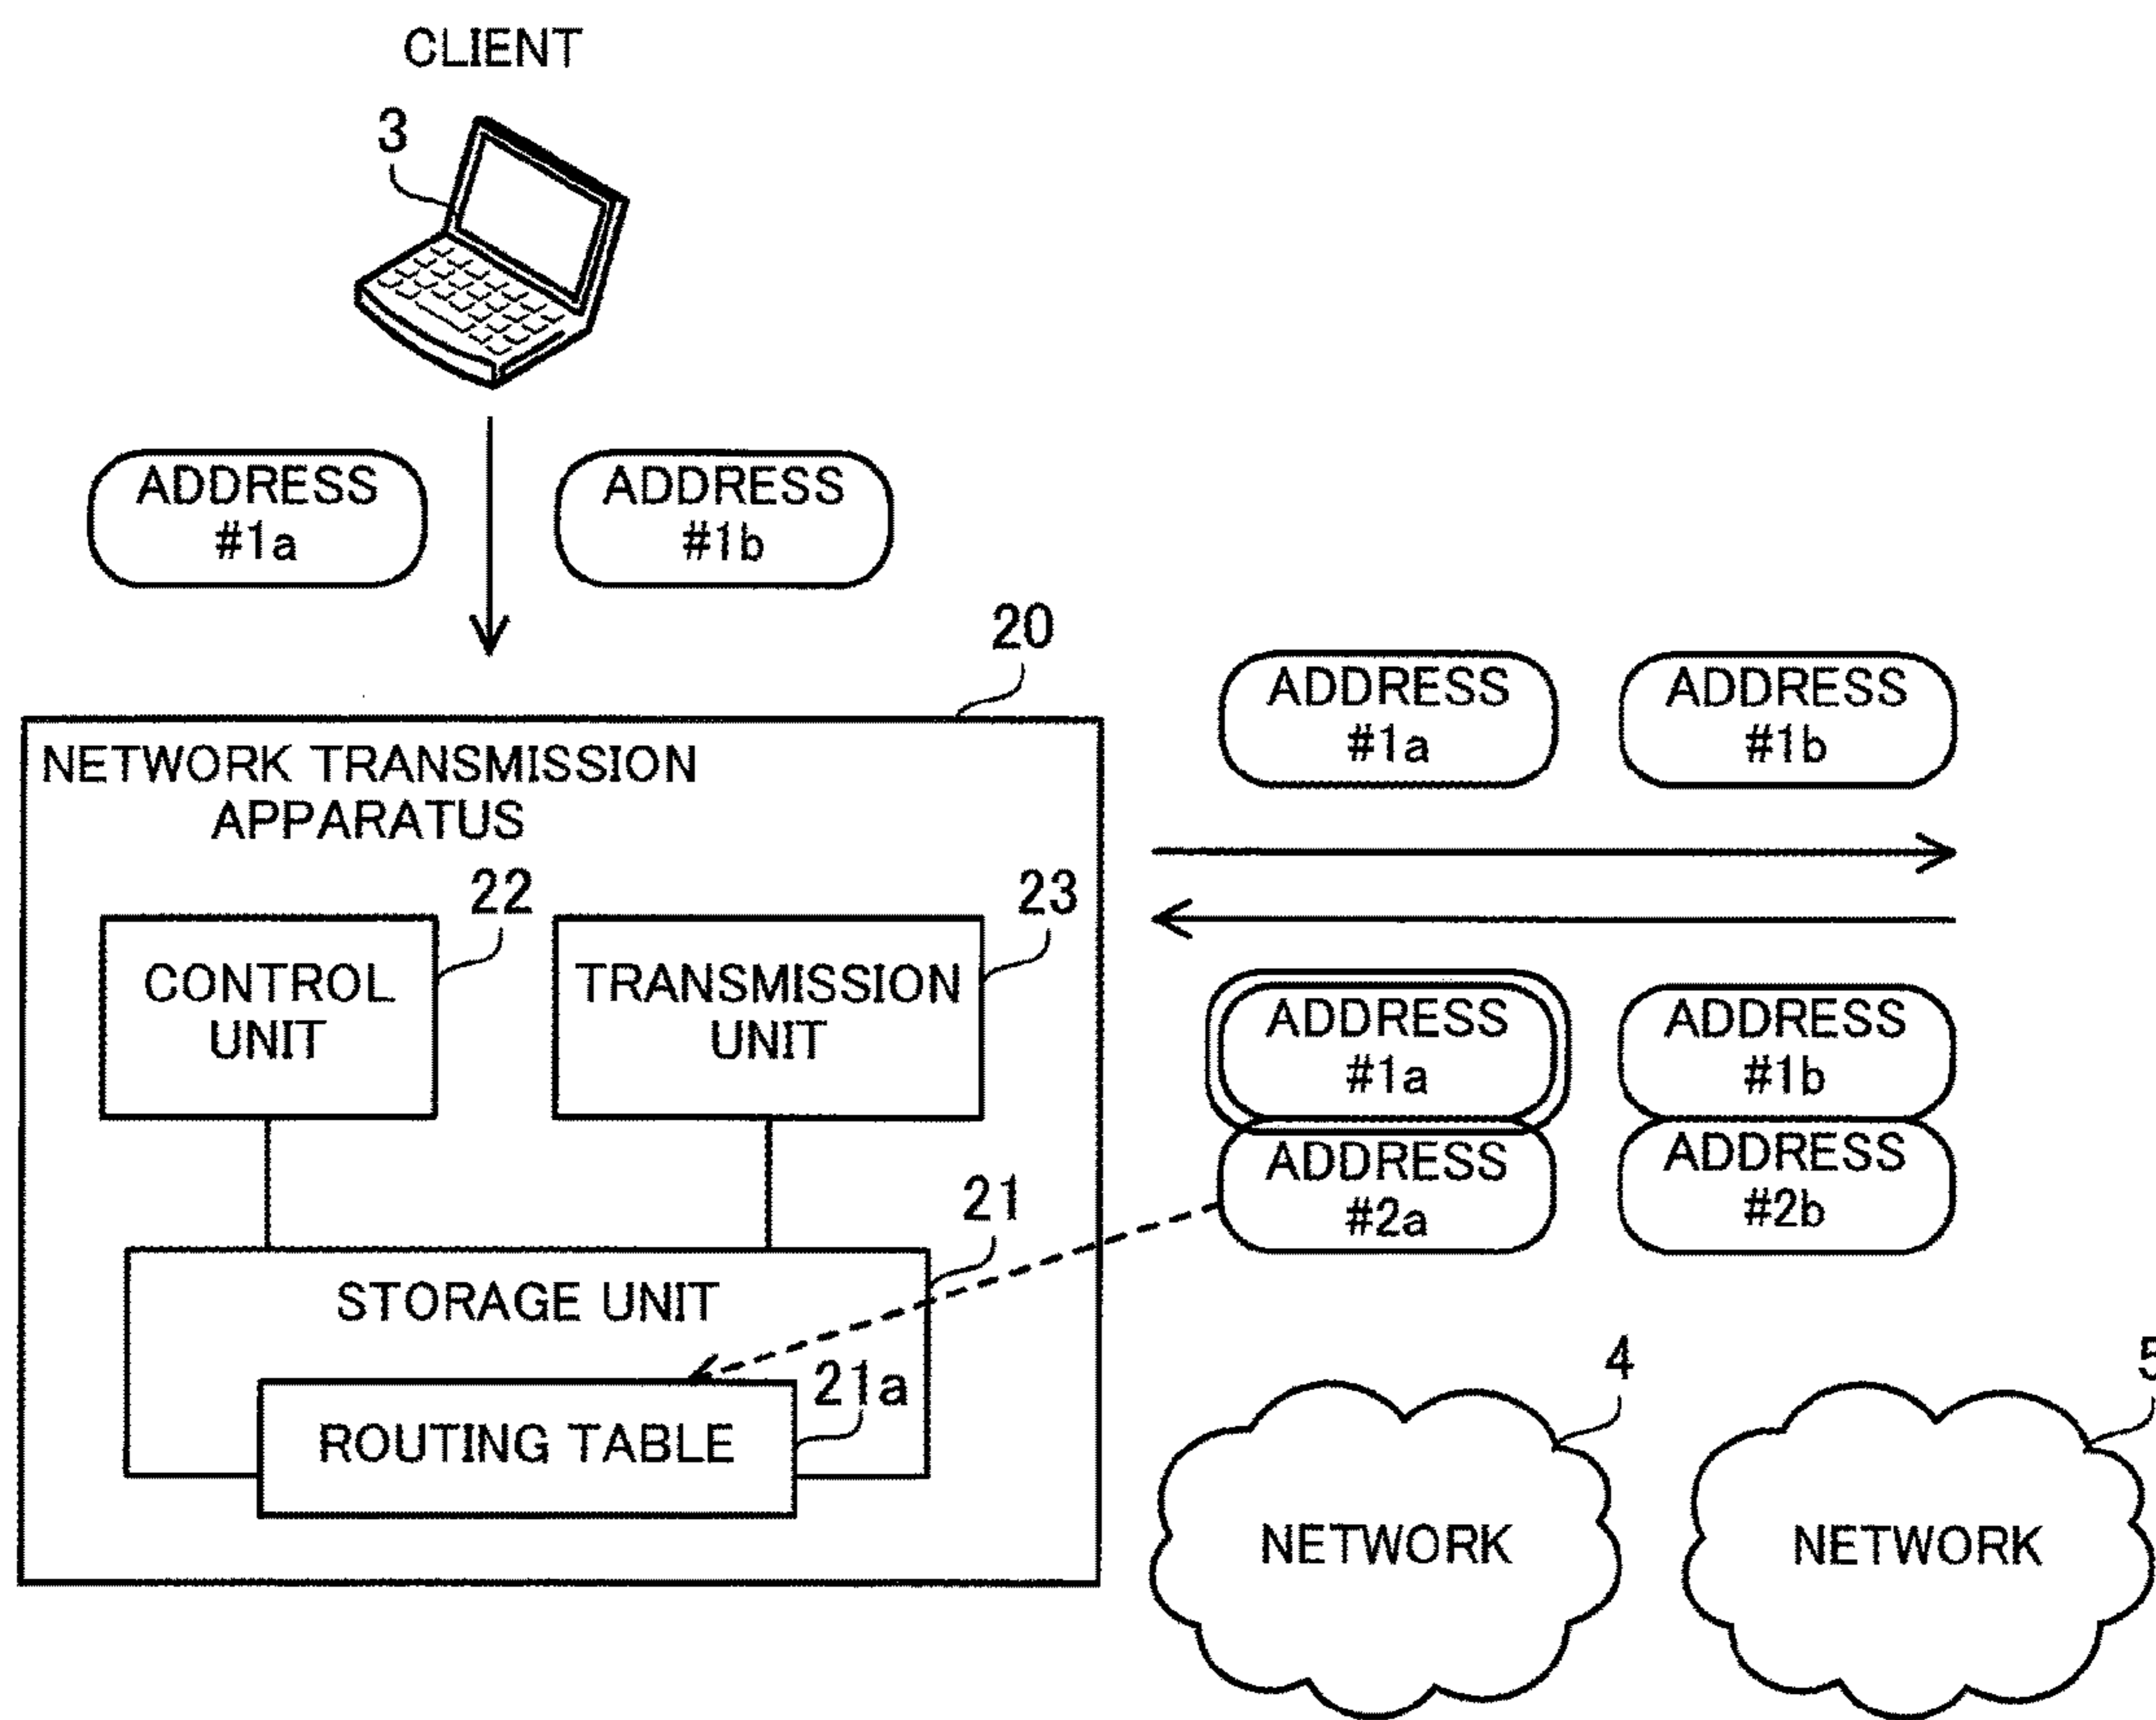 CLIENT
3
ADDRESS
#1a
ADDRESS
#1b
20
NETWORK TRANSMISSION
APPARATUS
22
23
CONTROL
UNIT
TRANSMISSION
UNIT
21
STORAGE UNIT
21a
ROUTING TABLE
ADDRESS
#1a
ADDRESS
#1b
ADDRESS
#1a
ADDRESS
#1b
ADDRESS
#2a
ADDRESS
#2b
4
5
NETWORK
NETWORK